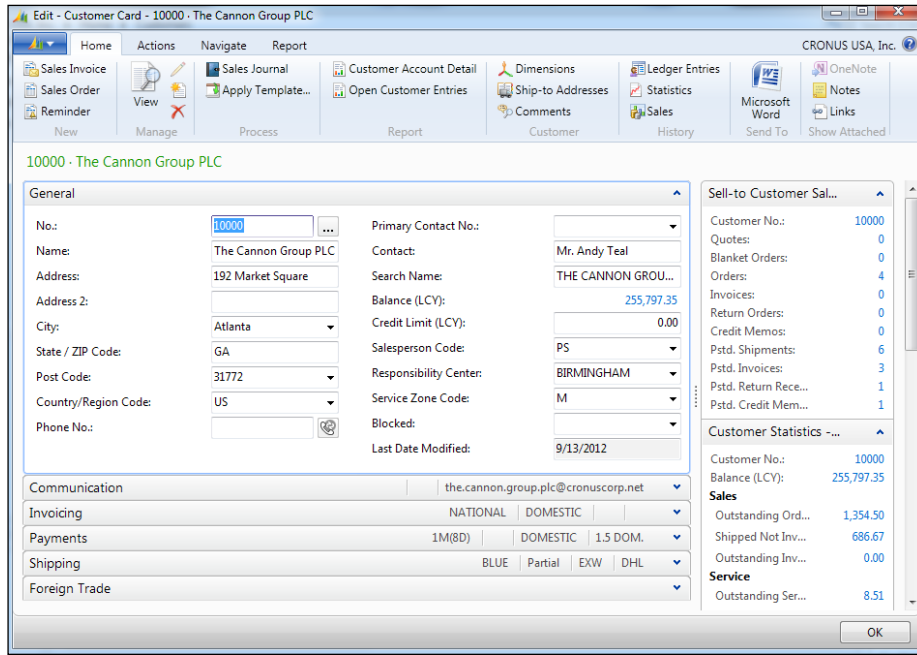 Edit - Customer Card - 10000 · The Cannon Group PLC
Home Actions Navigate Report CRONUS USA, Inc.
Sales Invoice Sales Journal Customer Account Detail Dimensions Ledger Entries OneNote
Sales Order Apply Template... Open Customer Entries Ship-to Addresses Statistics Notes
Reminder View Comments Sales Microsoft Word Links
New Manage Process Report Customer History Send To Show Attached
10000 · The Cannon Group PLC
General
No.: 10000 ...
Name: The Cannon Group PLC
Address: 192 Market Square
Address 2:
City: Atlanta
State / ZIP Code: GA
Post Code: 31772
Country/Region Code: US
Phone No.:
Primary Contact No.:
Contact: Mr. Andy Teal
Search Name: THE CANNON GROU...
Balance (LCY): 255,797.35
Credit Limit (LCY): 0.00
Salesperson Code: PS
Responsibility Center: BIRMINGHAM
Service Zone Code: M
Blocked:
Last Date Modified: 9/13/2012
Communication the.cannon.group.plc@cronuscorp.net
Invoicing NATIONAL DOMESTIC
Payments 1M(8D) DOMESTIC 1.5 DOM.
Shipping BLUE Partial EXW DHL
Foreign Trade
Sell-to Customer Sal...
Customer No.: 10000
Quotes: 0
Blanket Orders: 0
Orders: 4
Invoices: 0
Return Orders: 0
Credit Memos: 0
Pstd. Shipments: 6
Pstd. Invoices: 3
Pstd. Return Rece... 1
Pstd. Credit Mem... 1
Customer Statistics -...
Customer No.: 10000
Balance (LCY): 255,797.35
Sales
Outstanding Ord... 1,354.50
Shipped Not Inv... 686.67
Outstanding Inv... 0.00
Service
Outstanding Ser... 8.51
OK